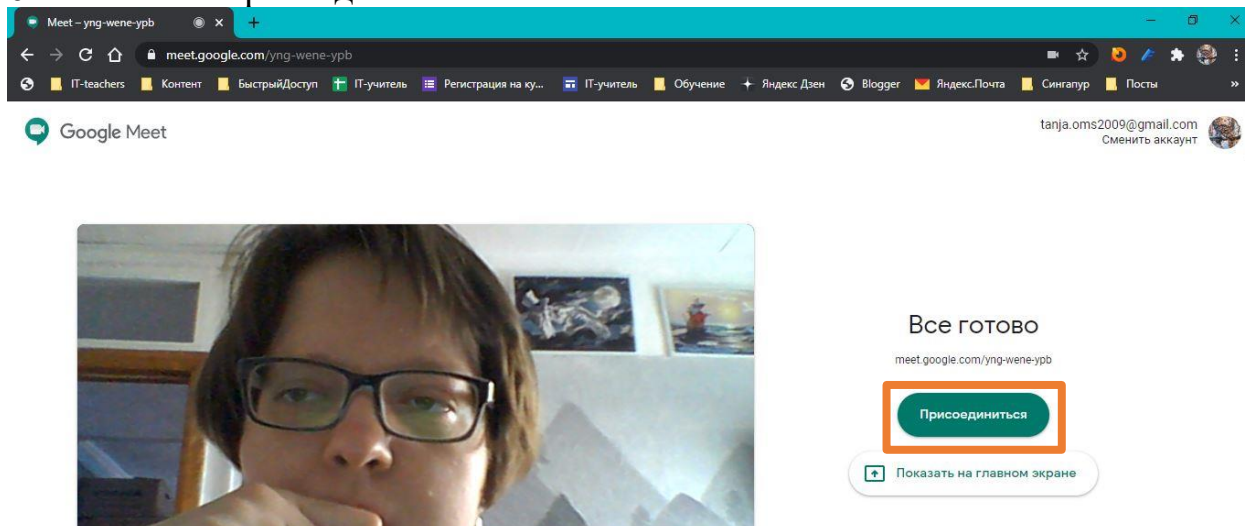 Meet – yng-wene-ypb
meet.google.com/yng-wene-ypb
IT-teachers Контент БыстрыйДоступ IT-учитель Регистрация на ку... IT-учитель Обучение Яндекс Дзен Blogger Яндекс.Почта Сингапур Посты »
Google Meet
tanja.oms2009@gmail.com
Сменить аккаунт
Все готово
meet.google.com/yng-wene-ypb
Присоединиться
Показать на главном экране